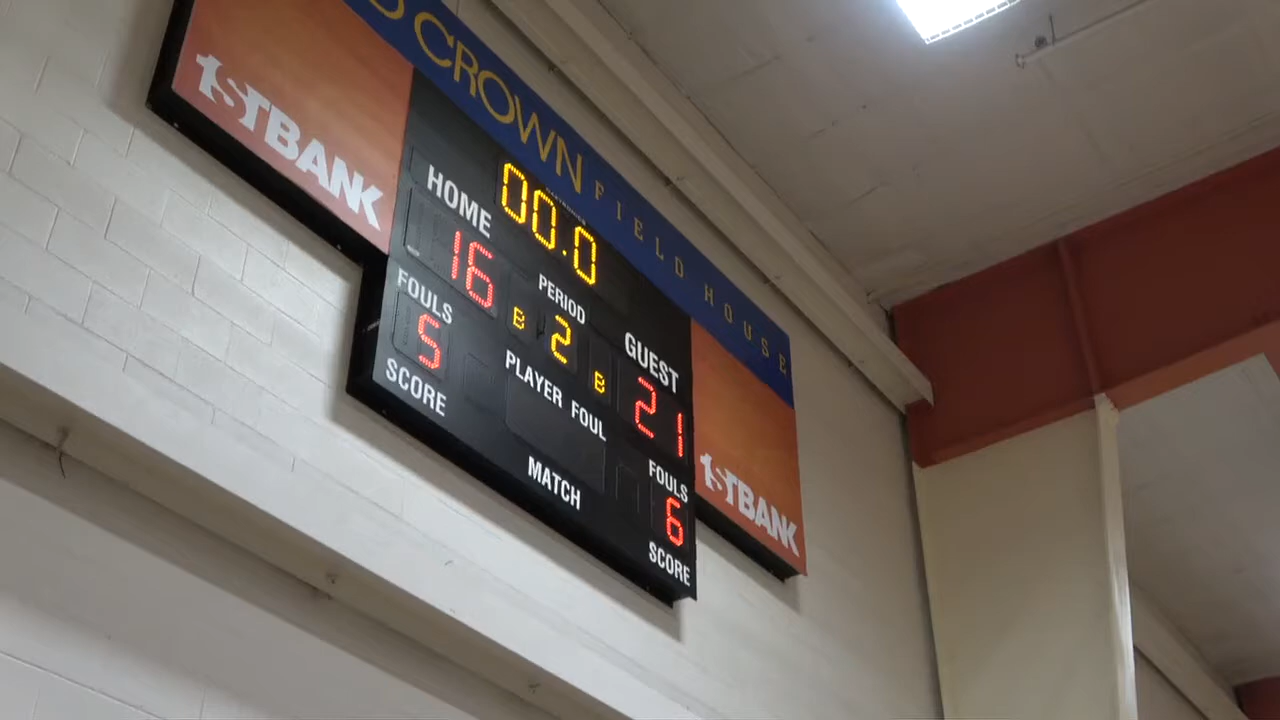 CROWN FIELD HOUSE
1STBANK
HOME
00.0
16
PERIOD
GUEST
FOULS
B
2
B
21
5
PLAYER FOUL
SCORE
FOULS
MATCH
6
SCORE
1STBANK